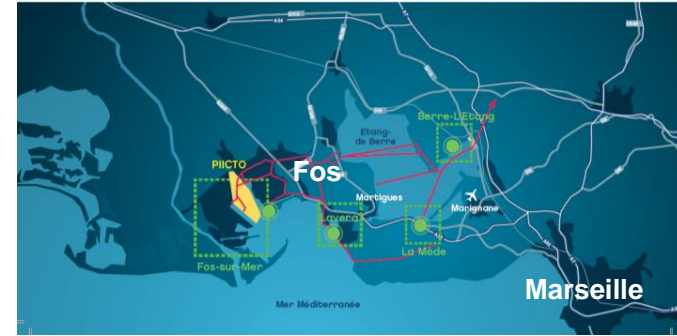 Berre-L'Etang
Etang-
de Berre
PIICTO
Fos
Martigues
Marignane
Lavera
La Mède
Fos-sur-Mer
Marseille
Mer Méditerranée